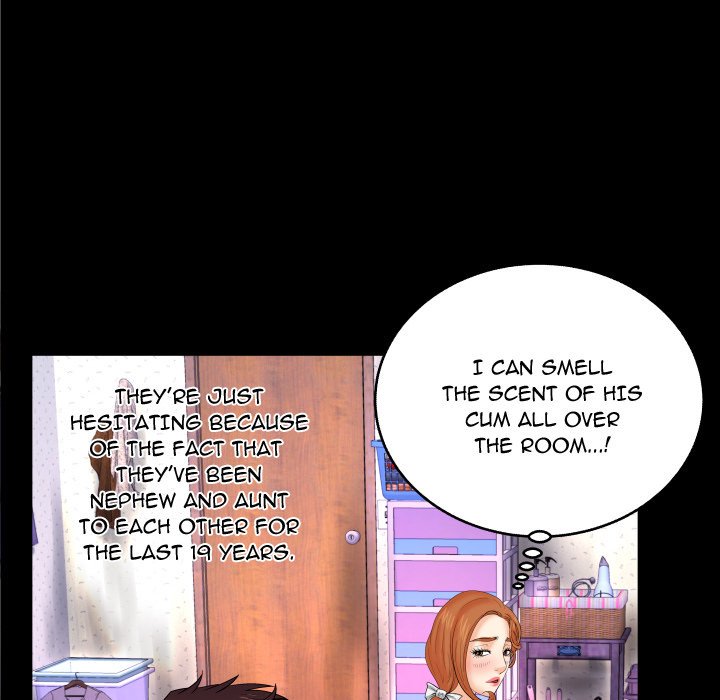 I CAN SMELL
THE SCENT OF HIS
CUM ALL OVER
THE ROOM...!
THEY'RE JUST
HESITATING BECAUSE
OF THE FACT THAT
THEY'VE BEEN
NEPHEW AND AUNT
TO EACH OTHER FOR
THE LAST 19 YEARS.